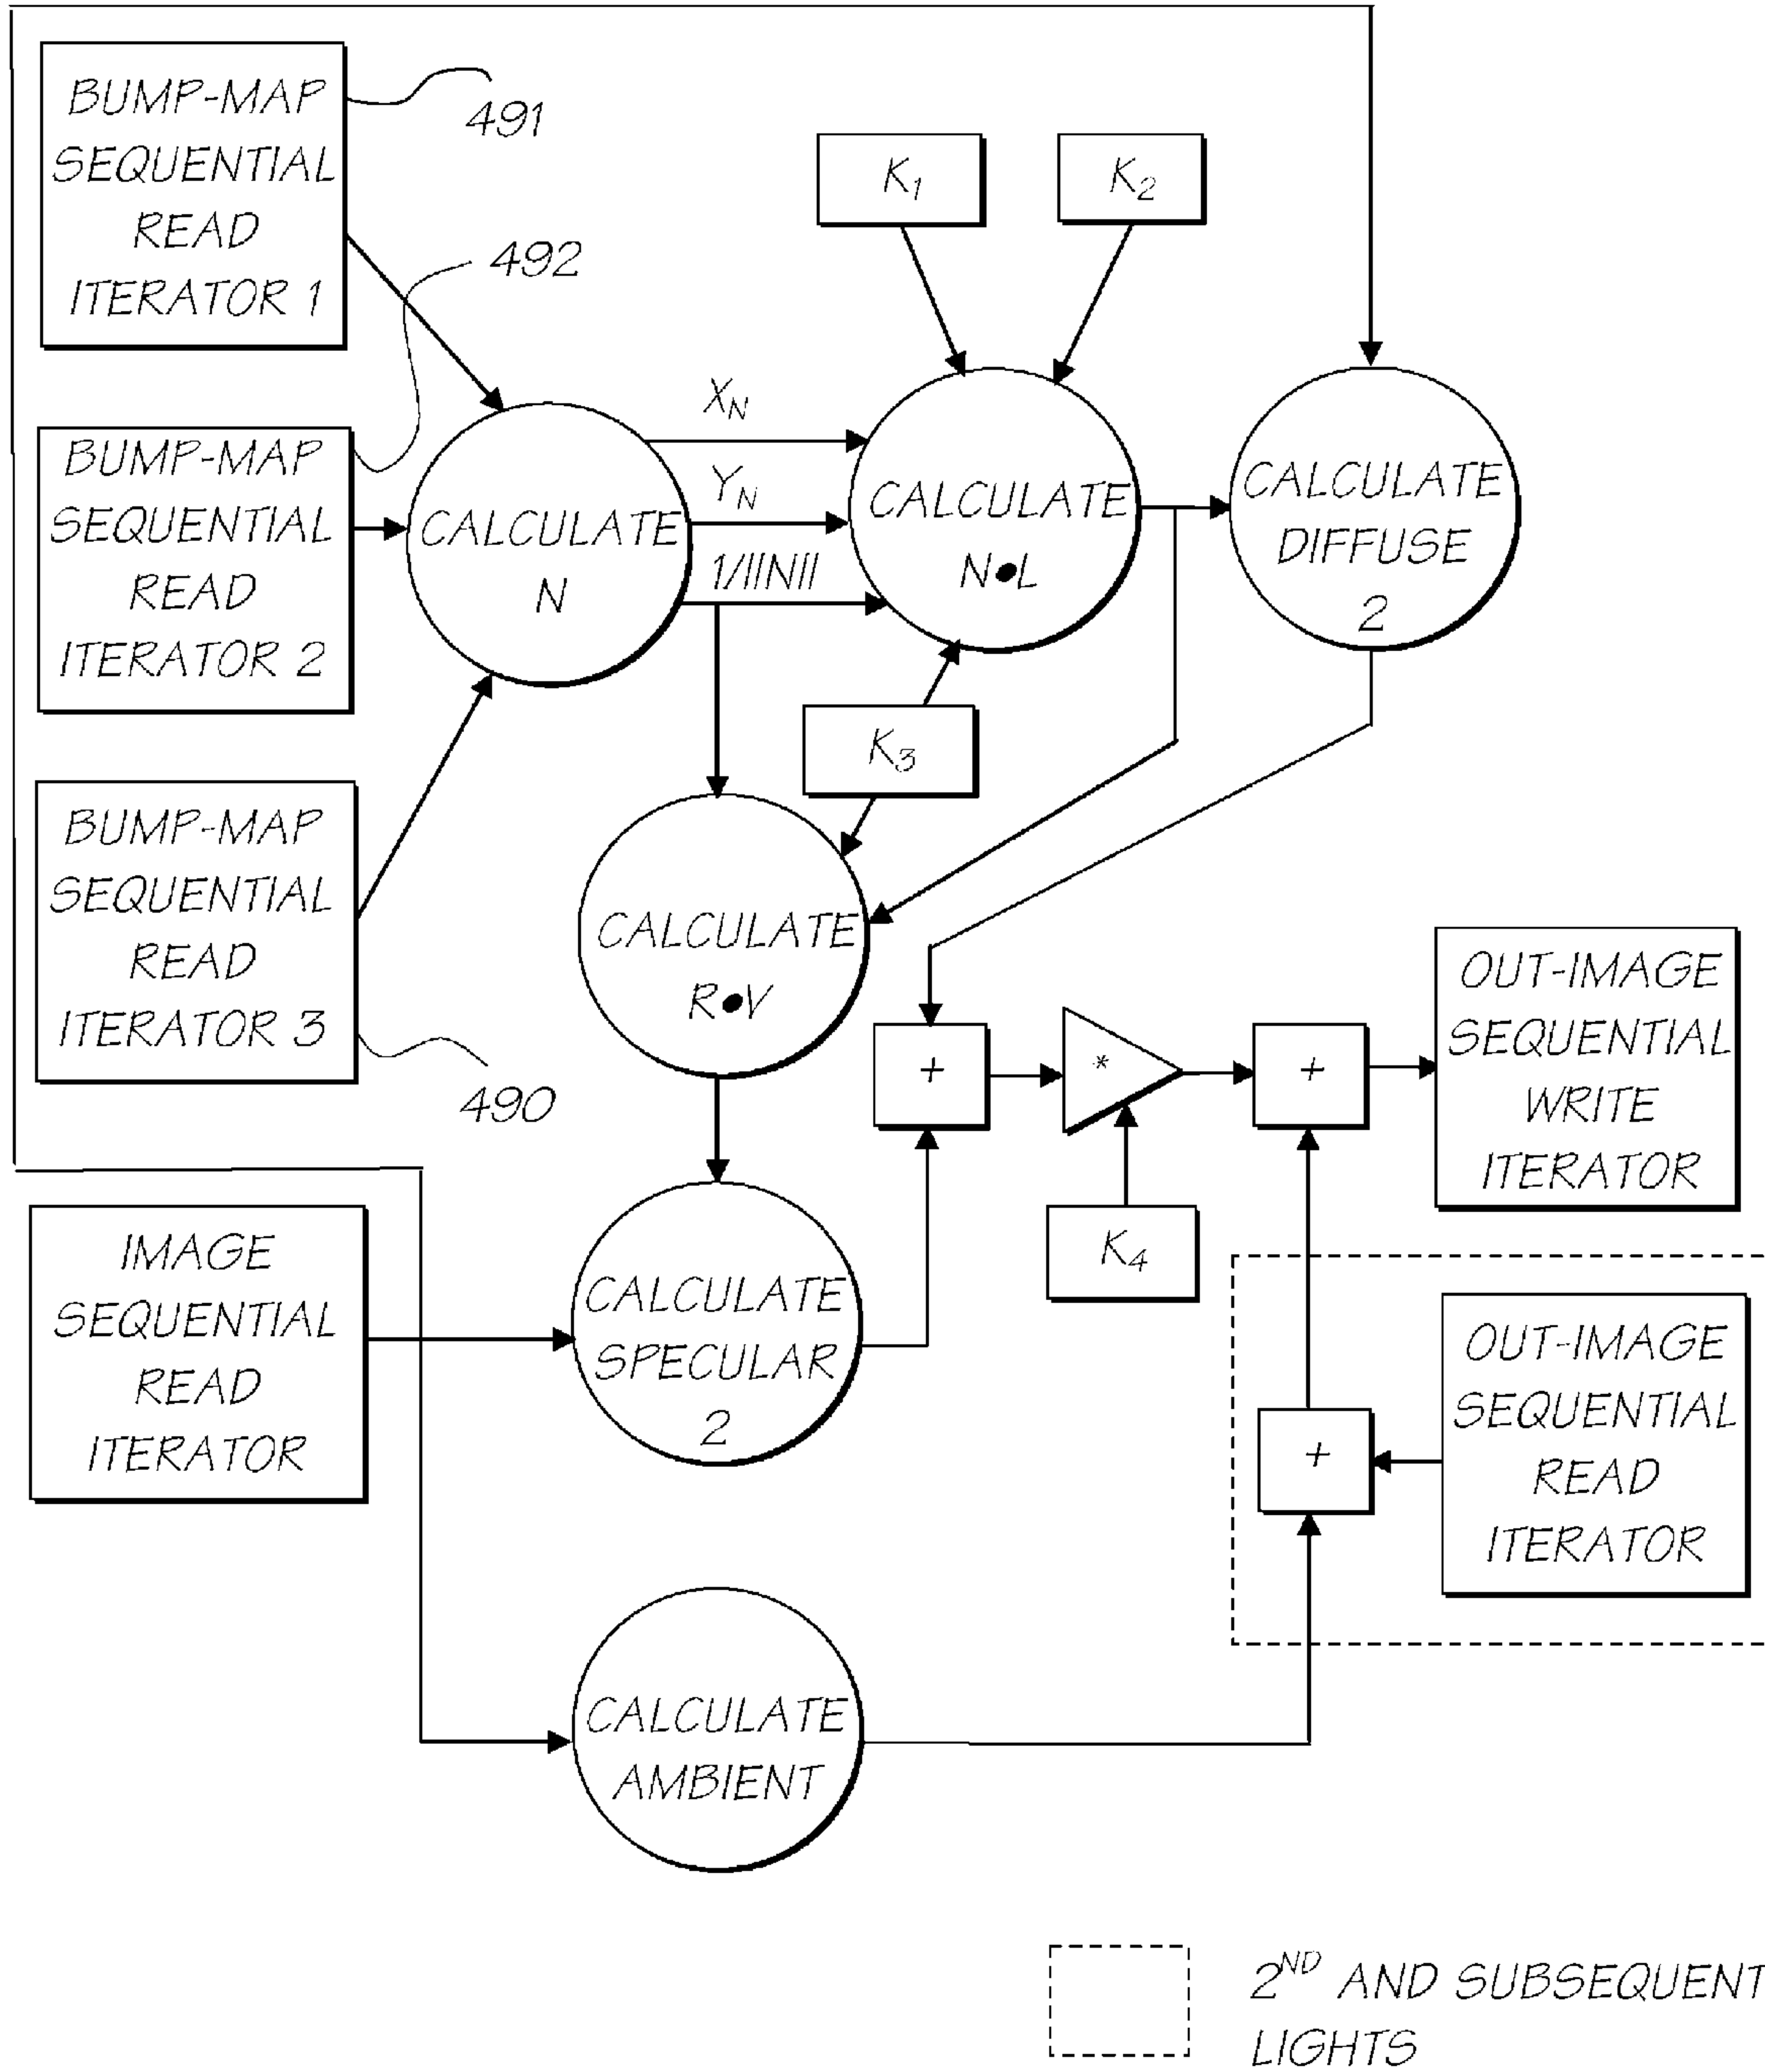 BUMP-MAP
SEQUENTIAL
READ
ITERATOR 1
491
K1
K2
492
BUMP-MAP
SEQUENTIAL
READ
ITERATOR 2
CALCULATE
N
XN
YN
1/||N||
CALCULATE
N•L
CALCULATE
DIFFUSE
2
K3
BUMP-MAP
SEQUENTIAL
READ
ITERATOR 3
490
CALCULATE
R•V
+
*
+
K4
OUT-IMAGE
SEQUENTIAL
WRITE
ITERATOR
IMAGE
SEQUENTIAL
READ
ITERATOR
CALCULATE
SPECULAR
2
+
OUT-IMAGE
SEQUENTIAL
READ
ITERATOR
CALCULATE
AMBIENT
2ND AND SUBSEQUENT
LIGHTS